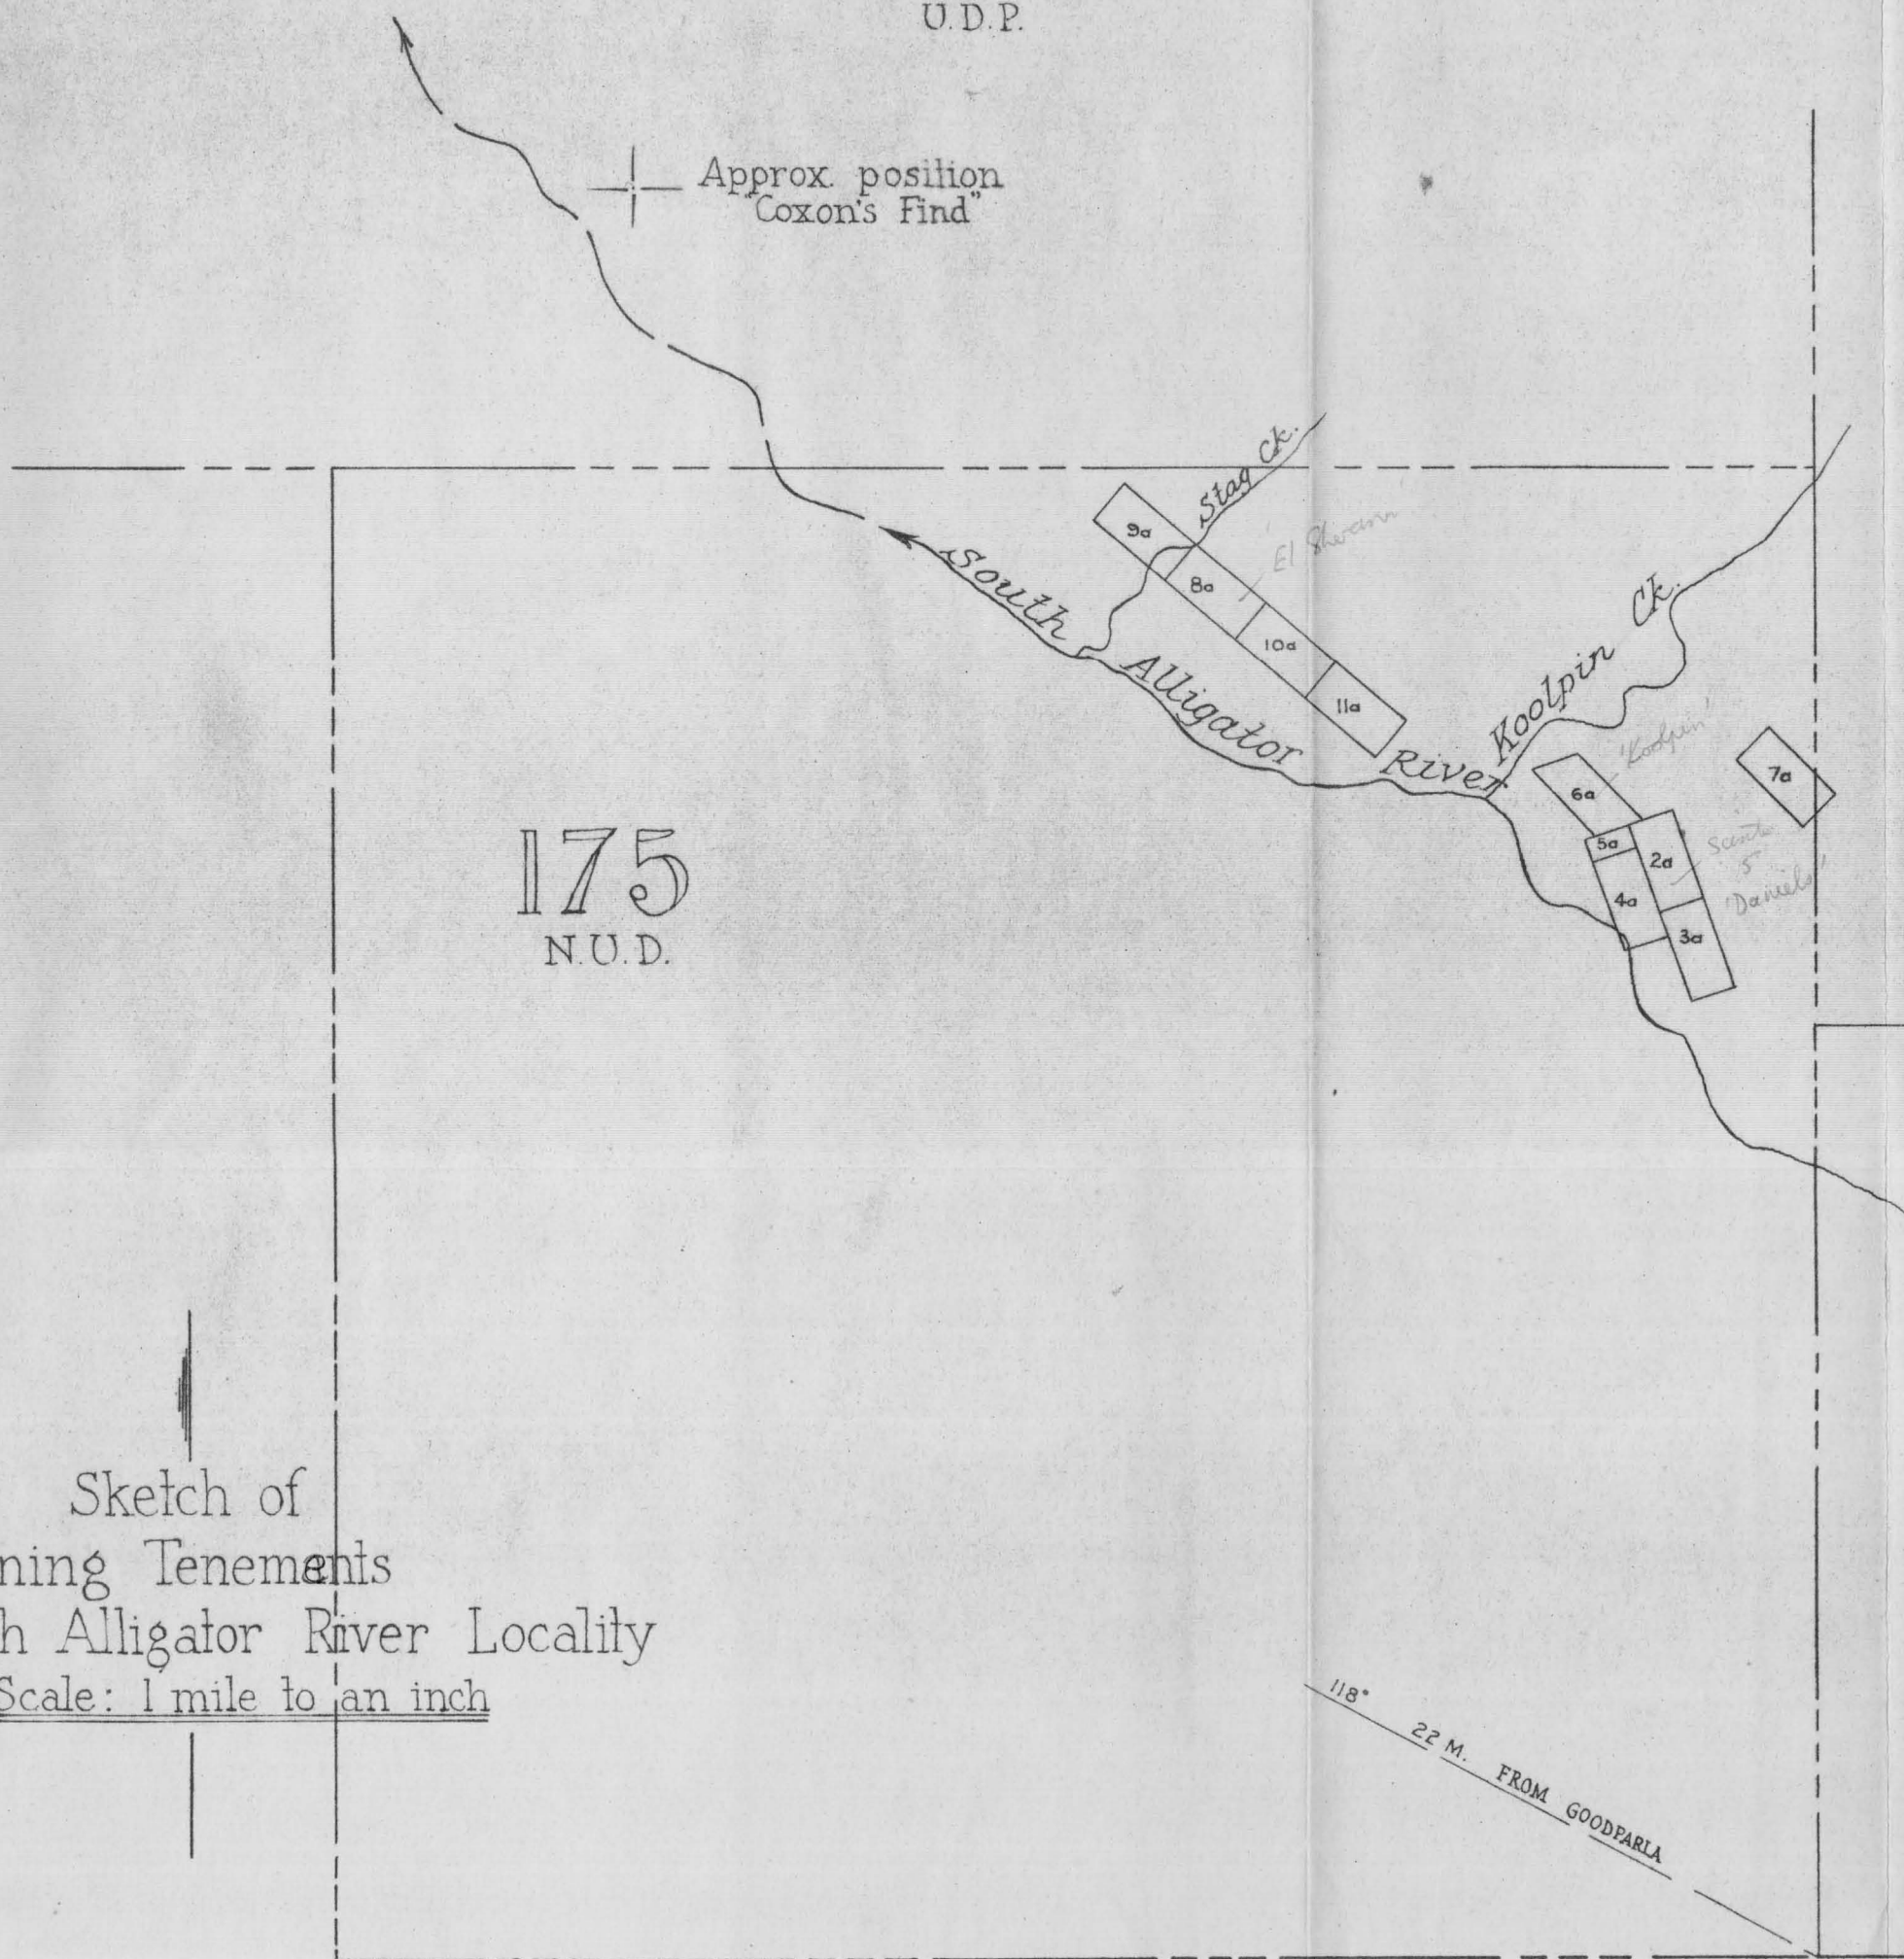 U.D.P.
Approx. position
"Coxon's Find"
Stag Ck.
9a
8a
10a
11a
El Sherana
South Alligator River
Koolpin Ck.
'Koolpin'
6a
7a
5a
2a
4a
3a
5
'Daniels'
175
N.U.D.
Sketch of
ning Tenements
h Alligator River Locality
Scale: 1 mile to an inch
118°
22 M. FROM GOODPARLA